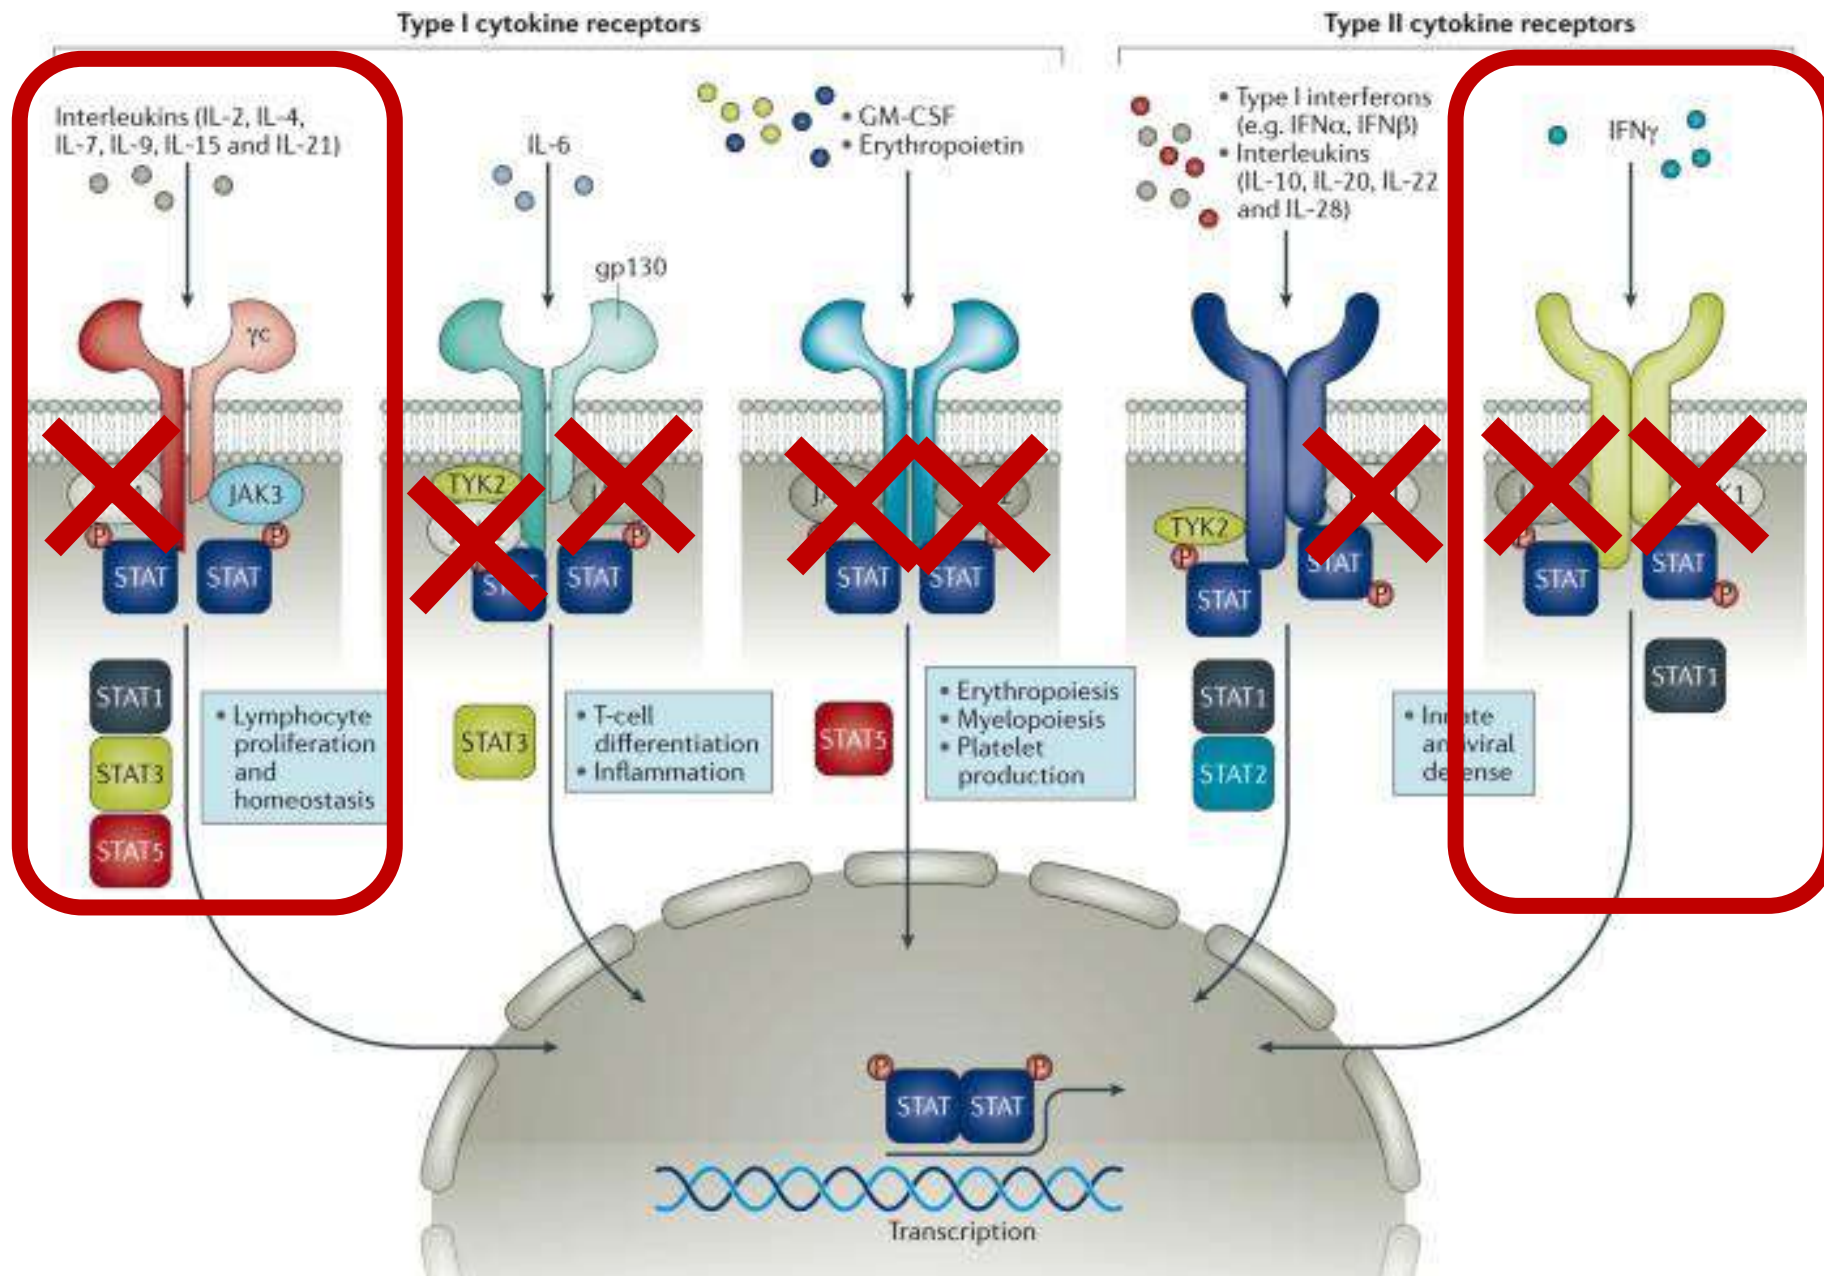 Type I cytokine receptors
Type II cytokine receptors
Interleukins (IL-2, IL-4,
IL-7, IL-9, IL-15 and IL-21)
IL-6
• GM-CSF
• Erythropoietin
• Type I interferons
(e.g. IFNα, IFNβ)
• Interleukins
(IL-10, IL-20, IL-22
and IL-28)
IFNγ
gp130
γc
JAK3
TYK2
TYK2
P
P
P
P
P
P
P
STAT
STAT
STAT
STAT
STAT
STAT
STAT
STAT
STAT
STAT1
STAT3
STAT5
• Lymphocyte
proliferation
and
homeostasis
STAT3
• T-cell
differentiation
• Inflammation
STAT5
• Erythropoiesis
• Myelopoiesis
• Platelet
production
STAT1
STAT2
• Innate
antiviral
defense
STAT1
P
P
STAT
STAT
Transcription